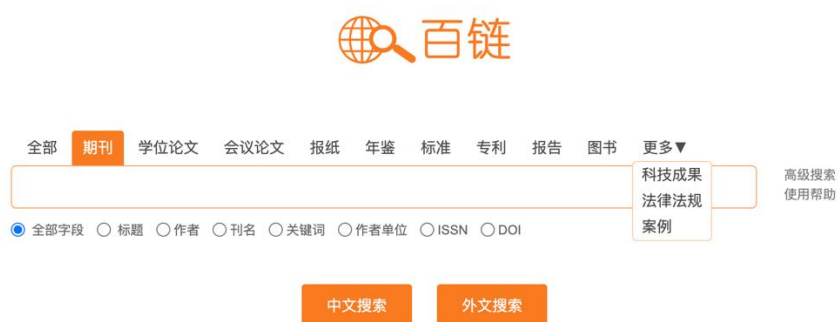 百链
全部 期刊 学位论文 会议论文 报纸 年鉴 标准 专利 报告 图书 更多▼
科技成果
法律法规
案例
高级搜索
使用帮助
全部字段 标题 作者 刊名 关键词 作者单位 ISSN DOI
中文搜索 外文搜索